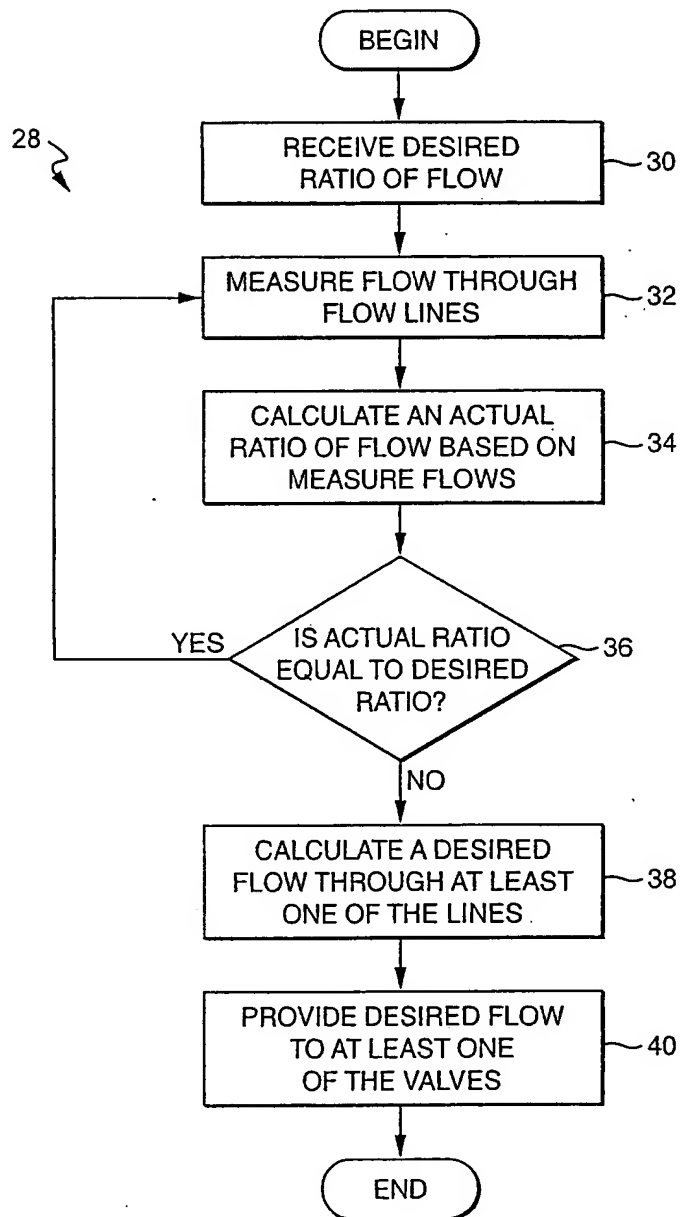 BEGIN
28
RECEIVE DESIRED
RATIO OF FLOW
30
MEASURE FLOW THROUGH
FLOW LINES
32
CALCULATE AN ACTUAL
RATIO OF FLOW BASED ON
MEASURE FLOWS
34
YES
IS ACTUAL RATIO
EQUAL TO DESIRED
RATIO?
36
NO
CALCULATE A DESIRED
FLOW THROUGH AT LEAST
ONE OF THE LINES
38
PROVIDE DESIRED FLOW
TO AT LEAST ONE
OF THE VALVES
40
END